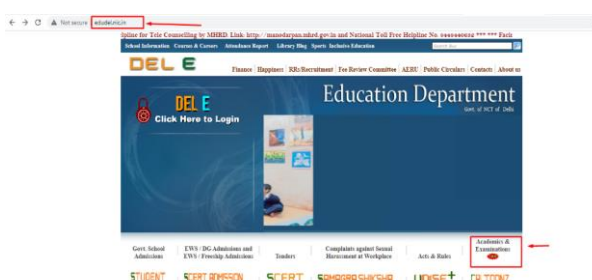 Not secure | edudel.nic.in
ipline for Tele Counselling by MHRD. Link: http://manodarpan.mhrd.gov.in and National Toll Free Helpline No.
School Information Courses & Careers Attendance Report Library Blog Sports Inclusive Education
DEL E
Finance | Happiness | RRs/Recruitment | Fee Review Committee | AERU | Public Circulars | Contacts | About us
Education Department
Govt. of NCT of Delhi
DEL E
Click Here to Login
Govt. School Admissions
EWS / DG Admissions and EWS / Freeship Admissions
Tenders
Complaints against Sexual Harassment at Workplace
Acts & Rules
Academics & Examinations
STUDENT SCERT ADMISSION SCERT SAMAGRA SHIKSHA UDISE+